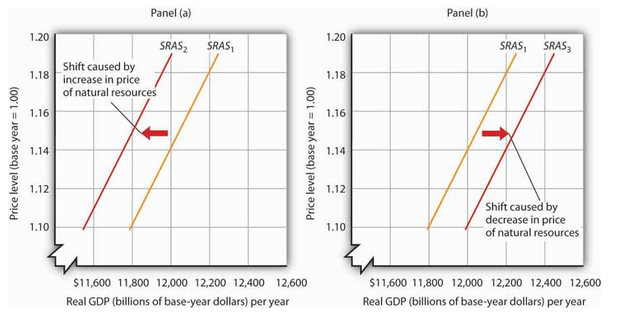 Panel (a)
Price level (base year = 1.00)
1.20
1.18
1.16
1.14
1.12
1.10
SRAS2
SRAS1
Shift caused by
increase in price
of natural resources
$11,600 11,800 12,000 12,200 12,400 12,600
Real GDP (billions of base-year dollars) per year
Panel (b)
Price level (base year = 1.00)
1.20
1.18
1.16
1.14
1.12
1.10
SRAS1
SRAS3
Shift caused by
decrease in price
of natural resources
$11,600 11,800 12,000 12,200 12,400 12,600
Real GDP (billions of base-year dollars) per year